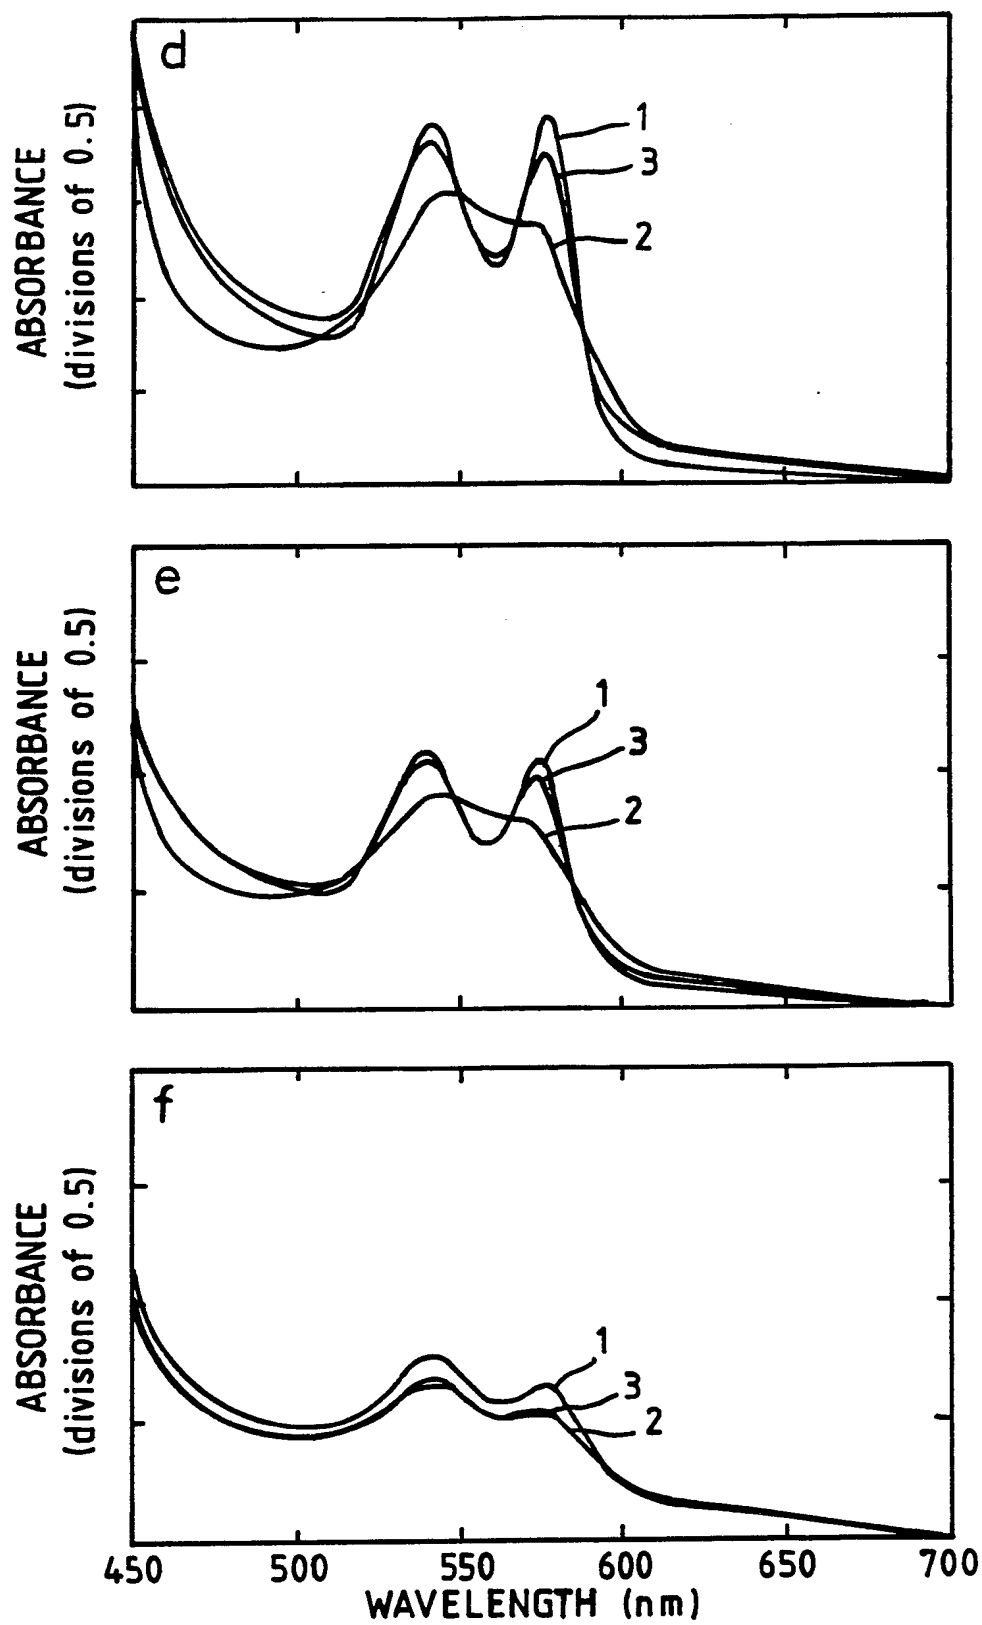 d
ABSORBANCE
(divisions of 0.5)
1
3
2
e
ABSORBANCE
(divisions of 0.5)
1
3
2
f
ABSORBANCE
(divisions of 0.5)
1
3
2
450 500 550 600 650 700
WAVELENGTH (nm)